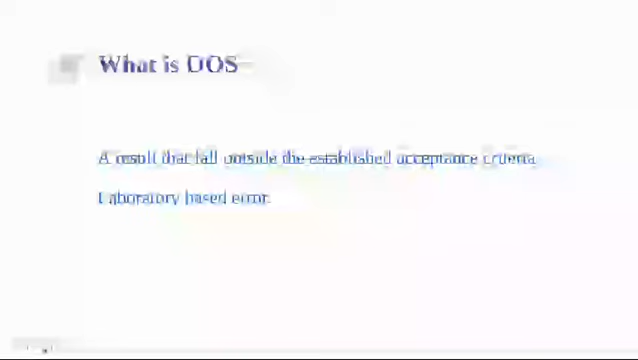 What is OOS
A result that fall outside the established acceptance criteria
Laboratory based error.